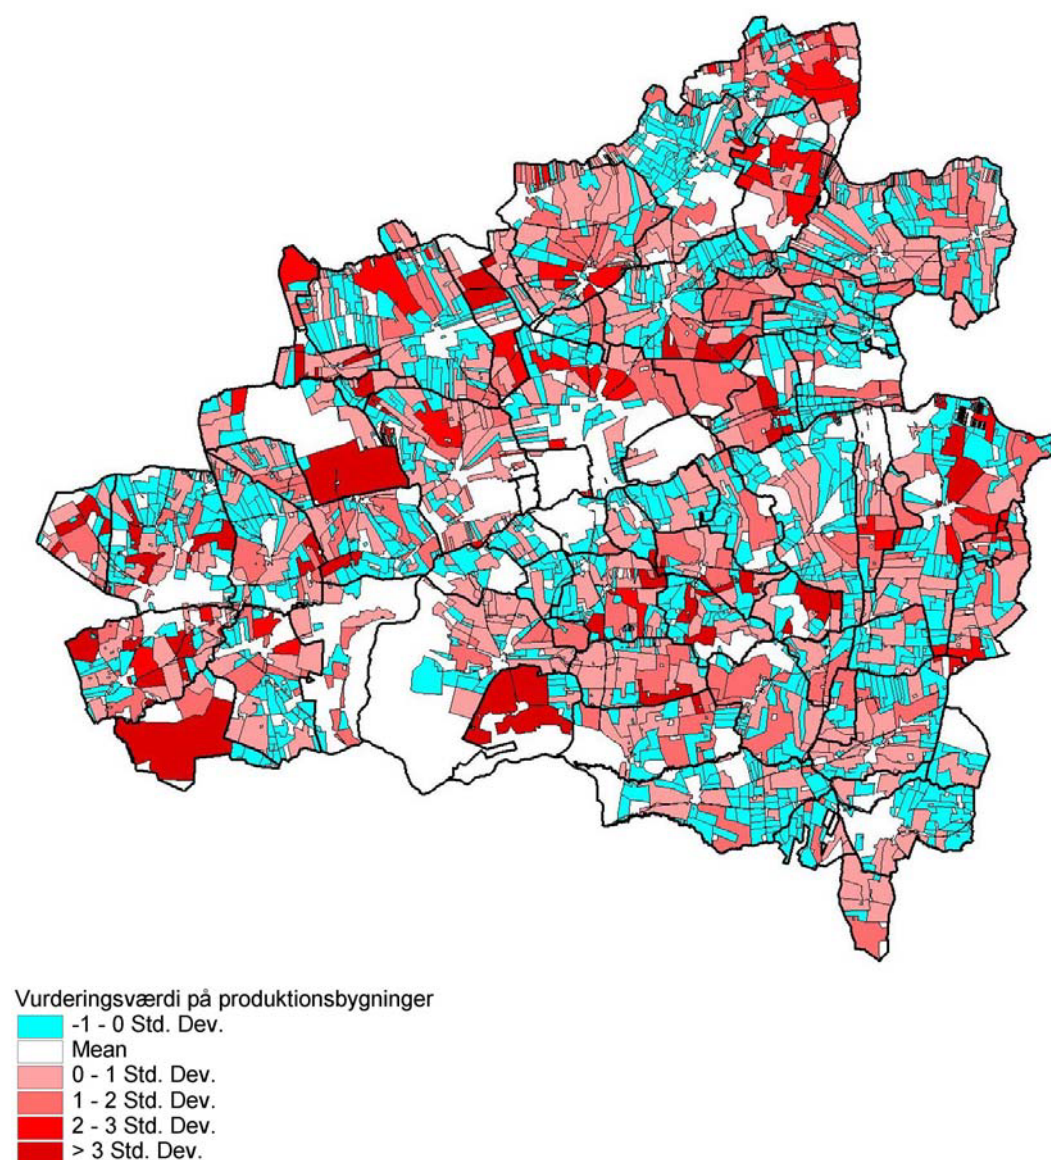 Vurderingsværdi på produktionsbygninger
-1 - 0 Std. Dev.
Mean
0 - 1 Std. Dev.
1 - 2 Std. Dev.
2 - 3 Std. Dev.
> 3 Std. Dev.